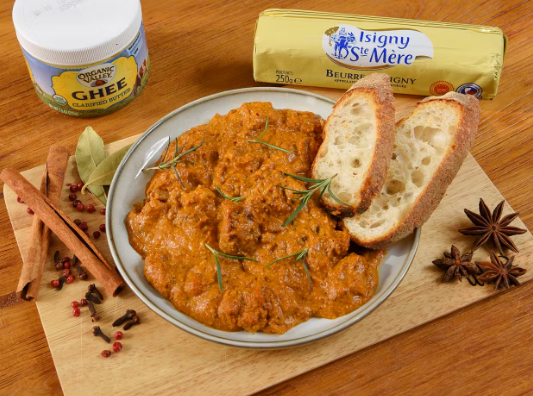 ORGANIC
VALLEY
GHEE
CLARIFIED BUTTER
Isigny
Ste Mère
250g
BEURRE D'ISIGNY